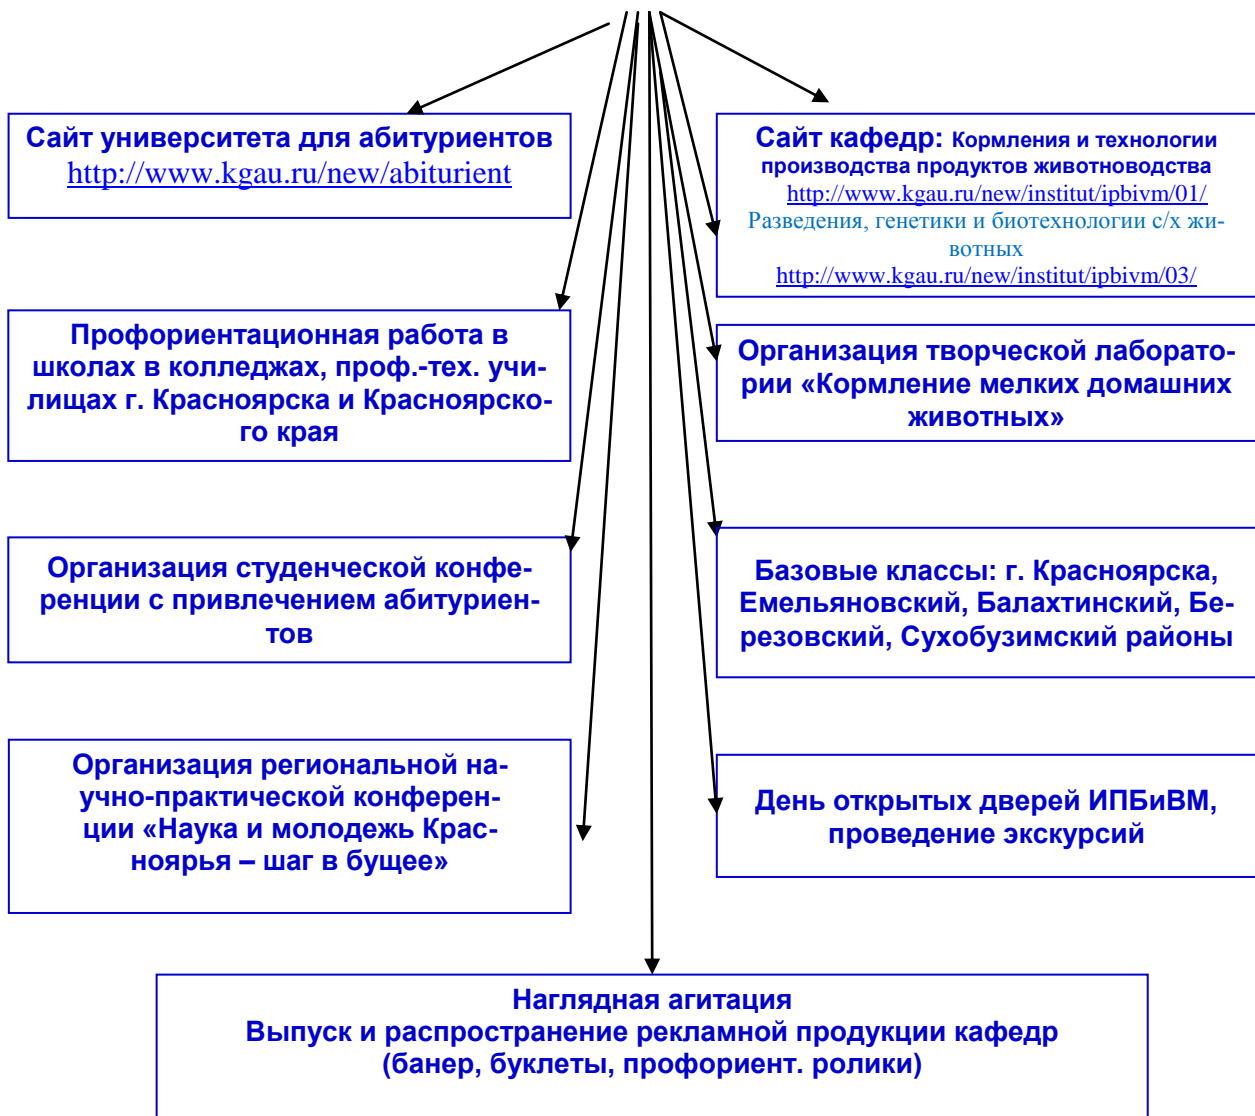 Сайт университета для абитуриентов
http://www.kgau.ru/new/abiturient
Сайт кафедр: Кормления и технологии
производства продуктов животноводства
http://www.kgau.ru/new/institut/ipbivm/01/
Разведения, генетики и биотехнологии с/х жи-
вотных
http://www.kgau.ru/new/institut/ipbivm/03/
Профориентационная работа в
школах в колледжах, проф.-тех. учи-
лищах г. Красноярска и Красноярско-
го края
Организация творческой лаборато-
рии «Кормление мелких домашних
животных»
Организация студенческой конфе-
ренции с привлечением абитуриен-
тов
Базовые классы: г. Красноярска,
Емельяновский, Балахтинский, Бе-
резовский, Сухобузимский районы
Организация региональной на-
учно-практической конферен-
ции «Наука и молодежь Крас-
ноярья – шаг в бущее»
День открытых дверей ИПБиВМ,
проведение экскурсий
Наглядная агитация
Выпуск и распространение рекламной продукции кафедр
(банер, буклеты, профориент. ролики)